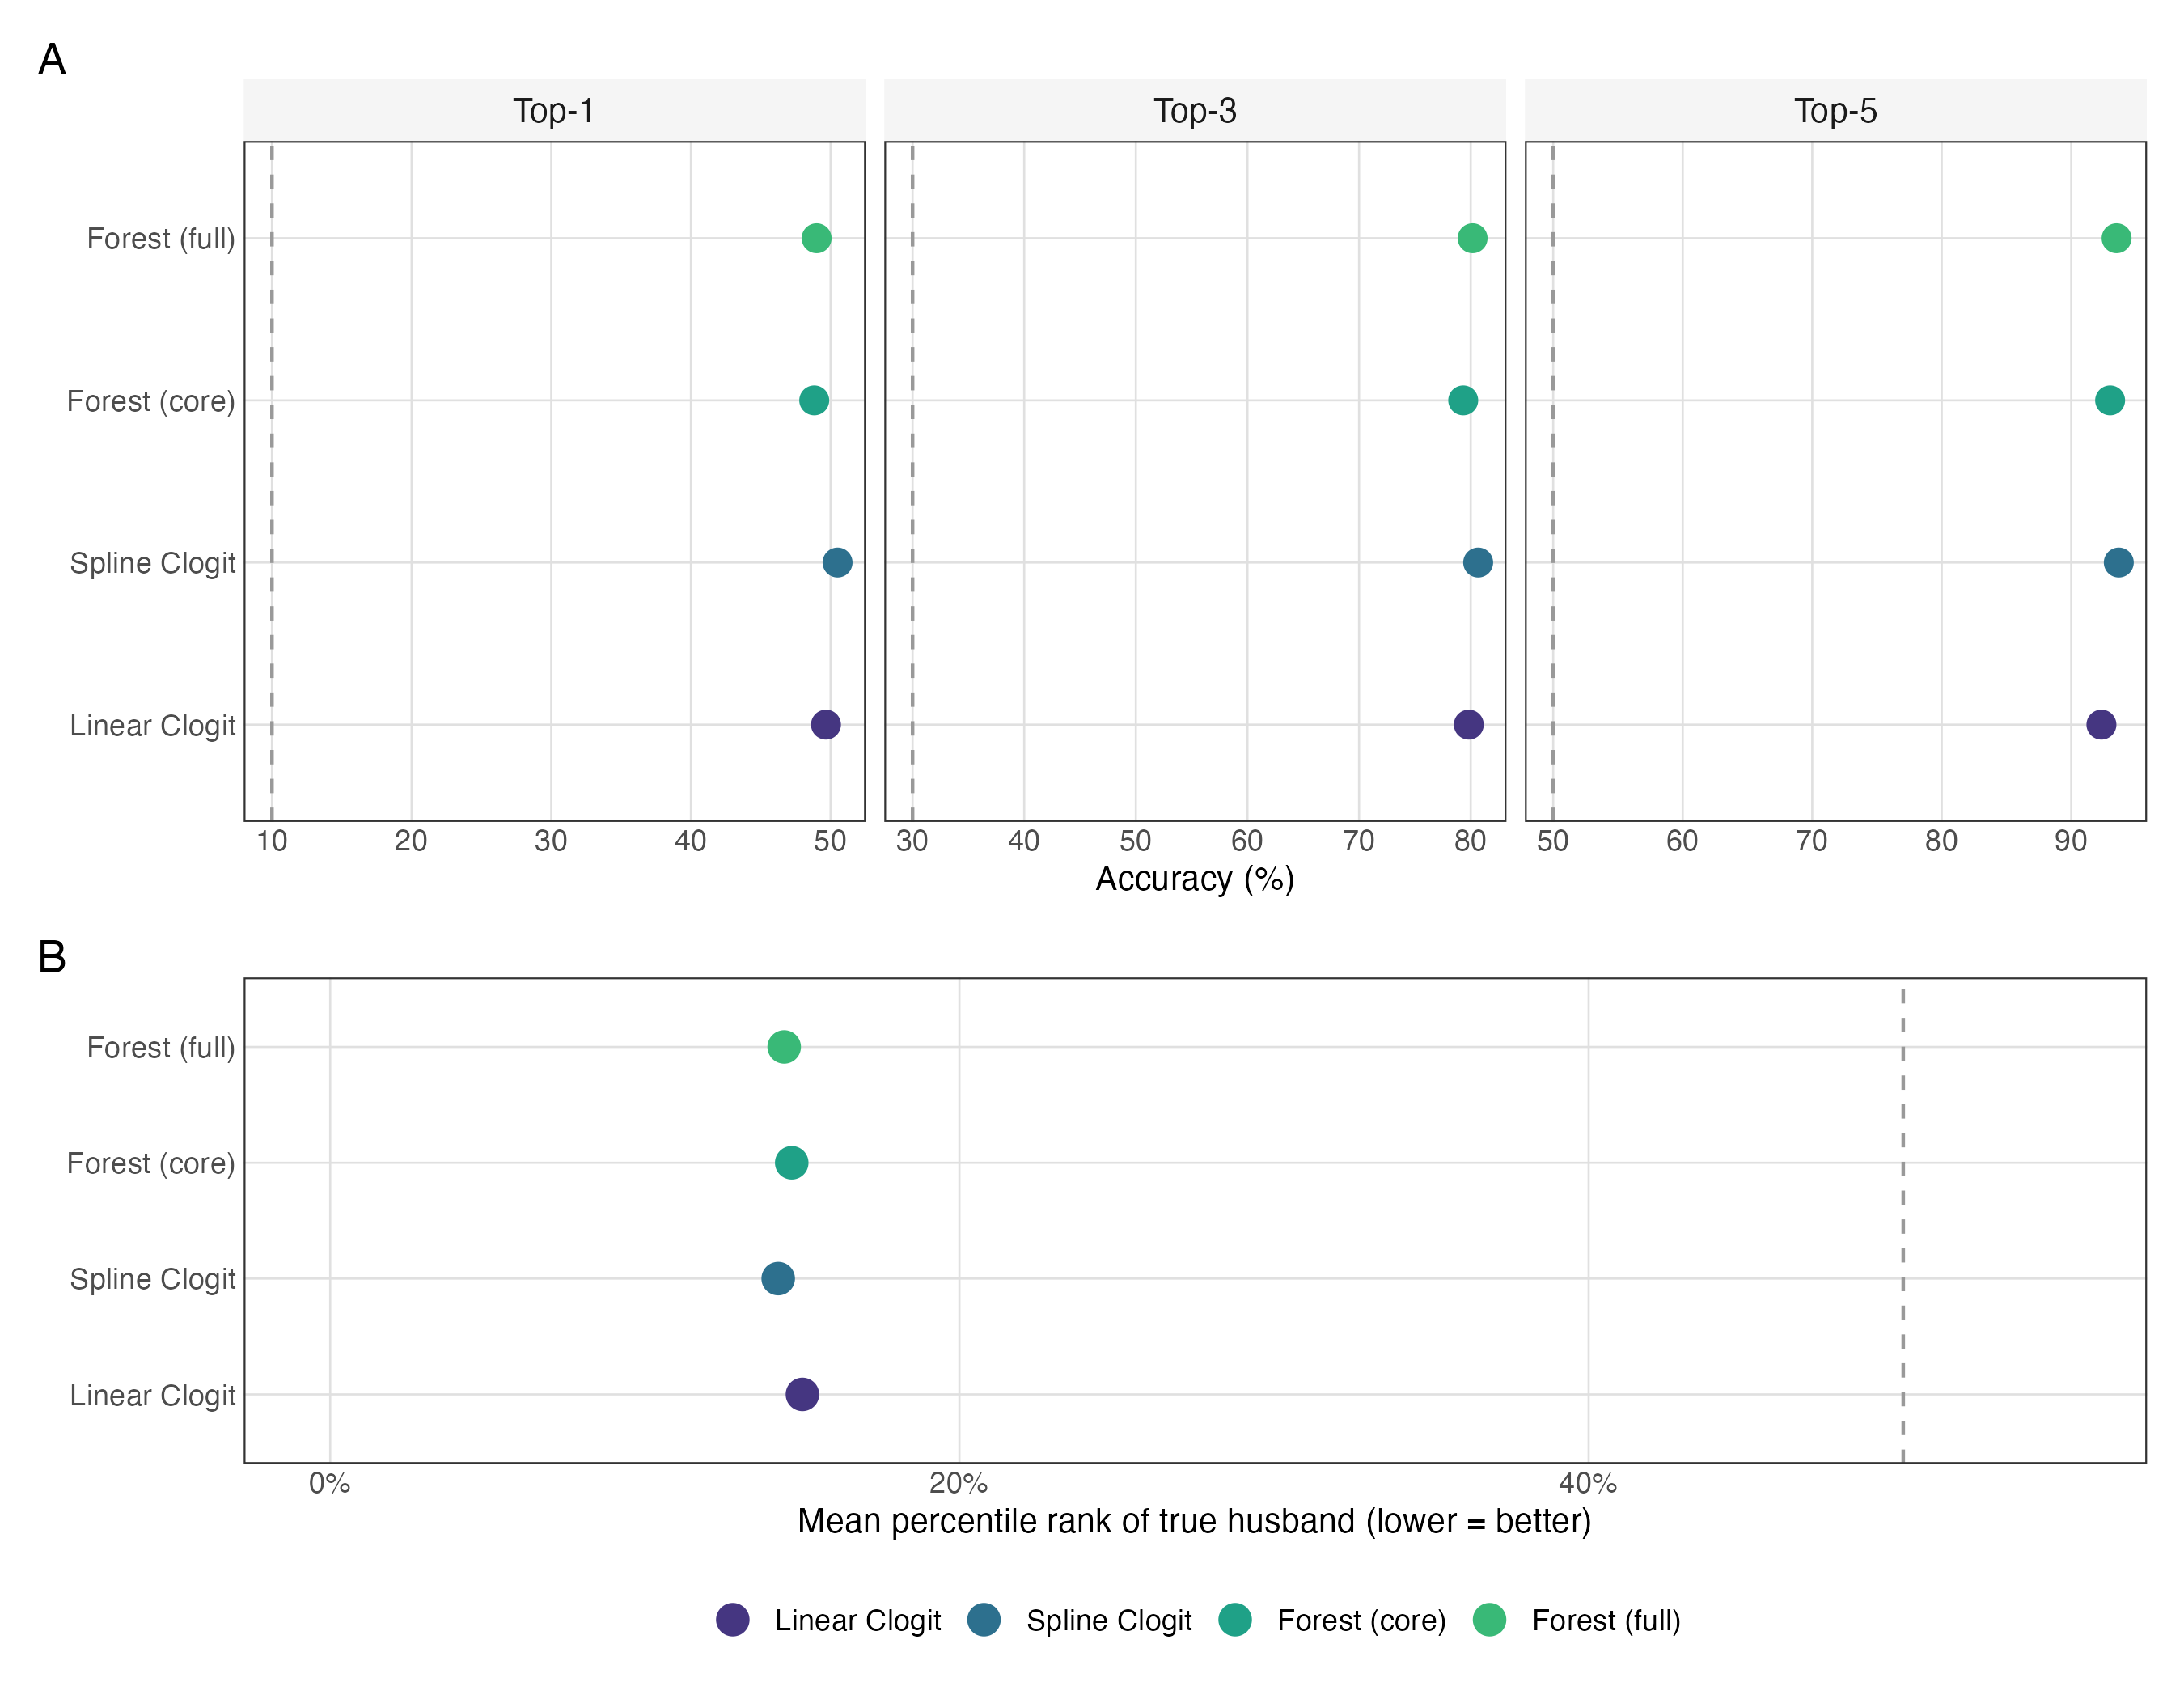 A
Top-1 Top-3 Top-5
Forest (full)
Forest (core)
Spline Clogit
Linear Clogit
10 20 30 40 50 30 40 50 60 70 80 50 60 70 80 90
Accuracy (%)
B
Forest (full)
Forest (core)
Spline Clogit
Linear Clogit
0% 20% 40%
Mean percentile rank of true husband (lower = better)
Linear Clogit Spline Clogit Forest (core) Forest (full)